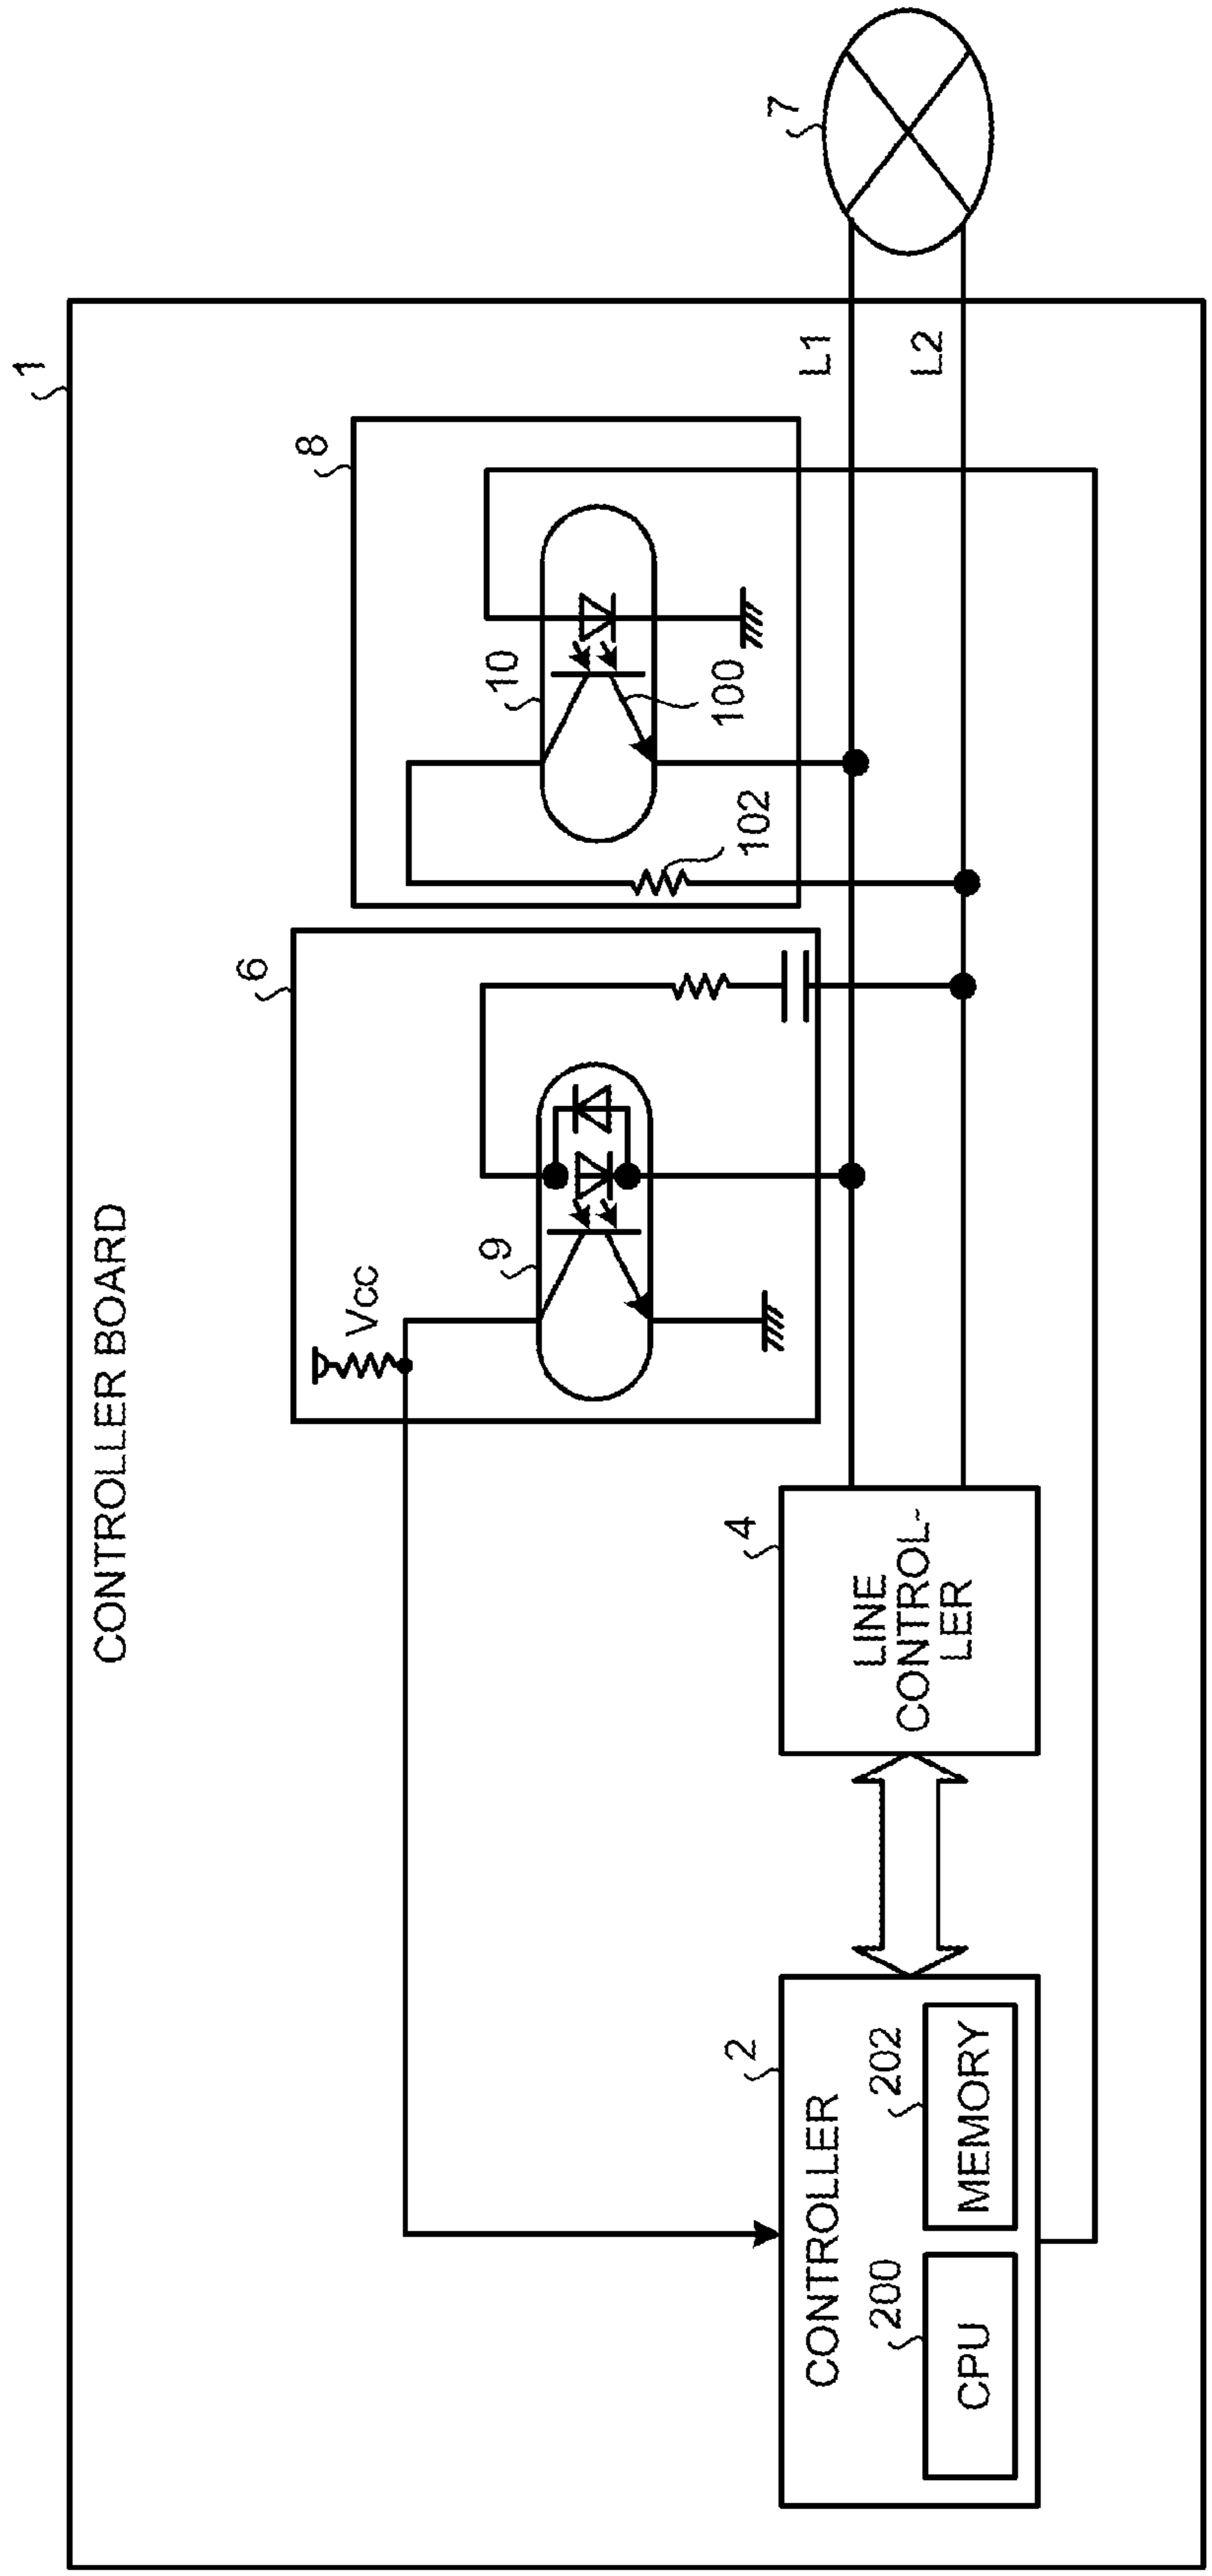 CONTROLLER BOARD
1
CONTROLLER
2
CPU
200
MEMORY
202
LINE
CONTROL-
LER
4
6
Vcc
9
8
10
100
102
L1
L2
7